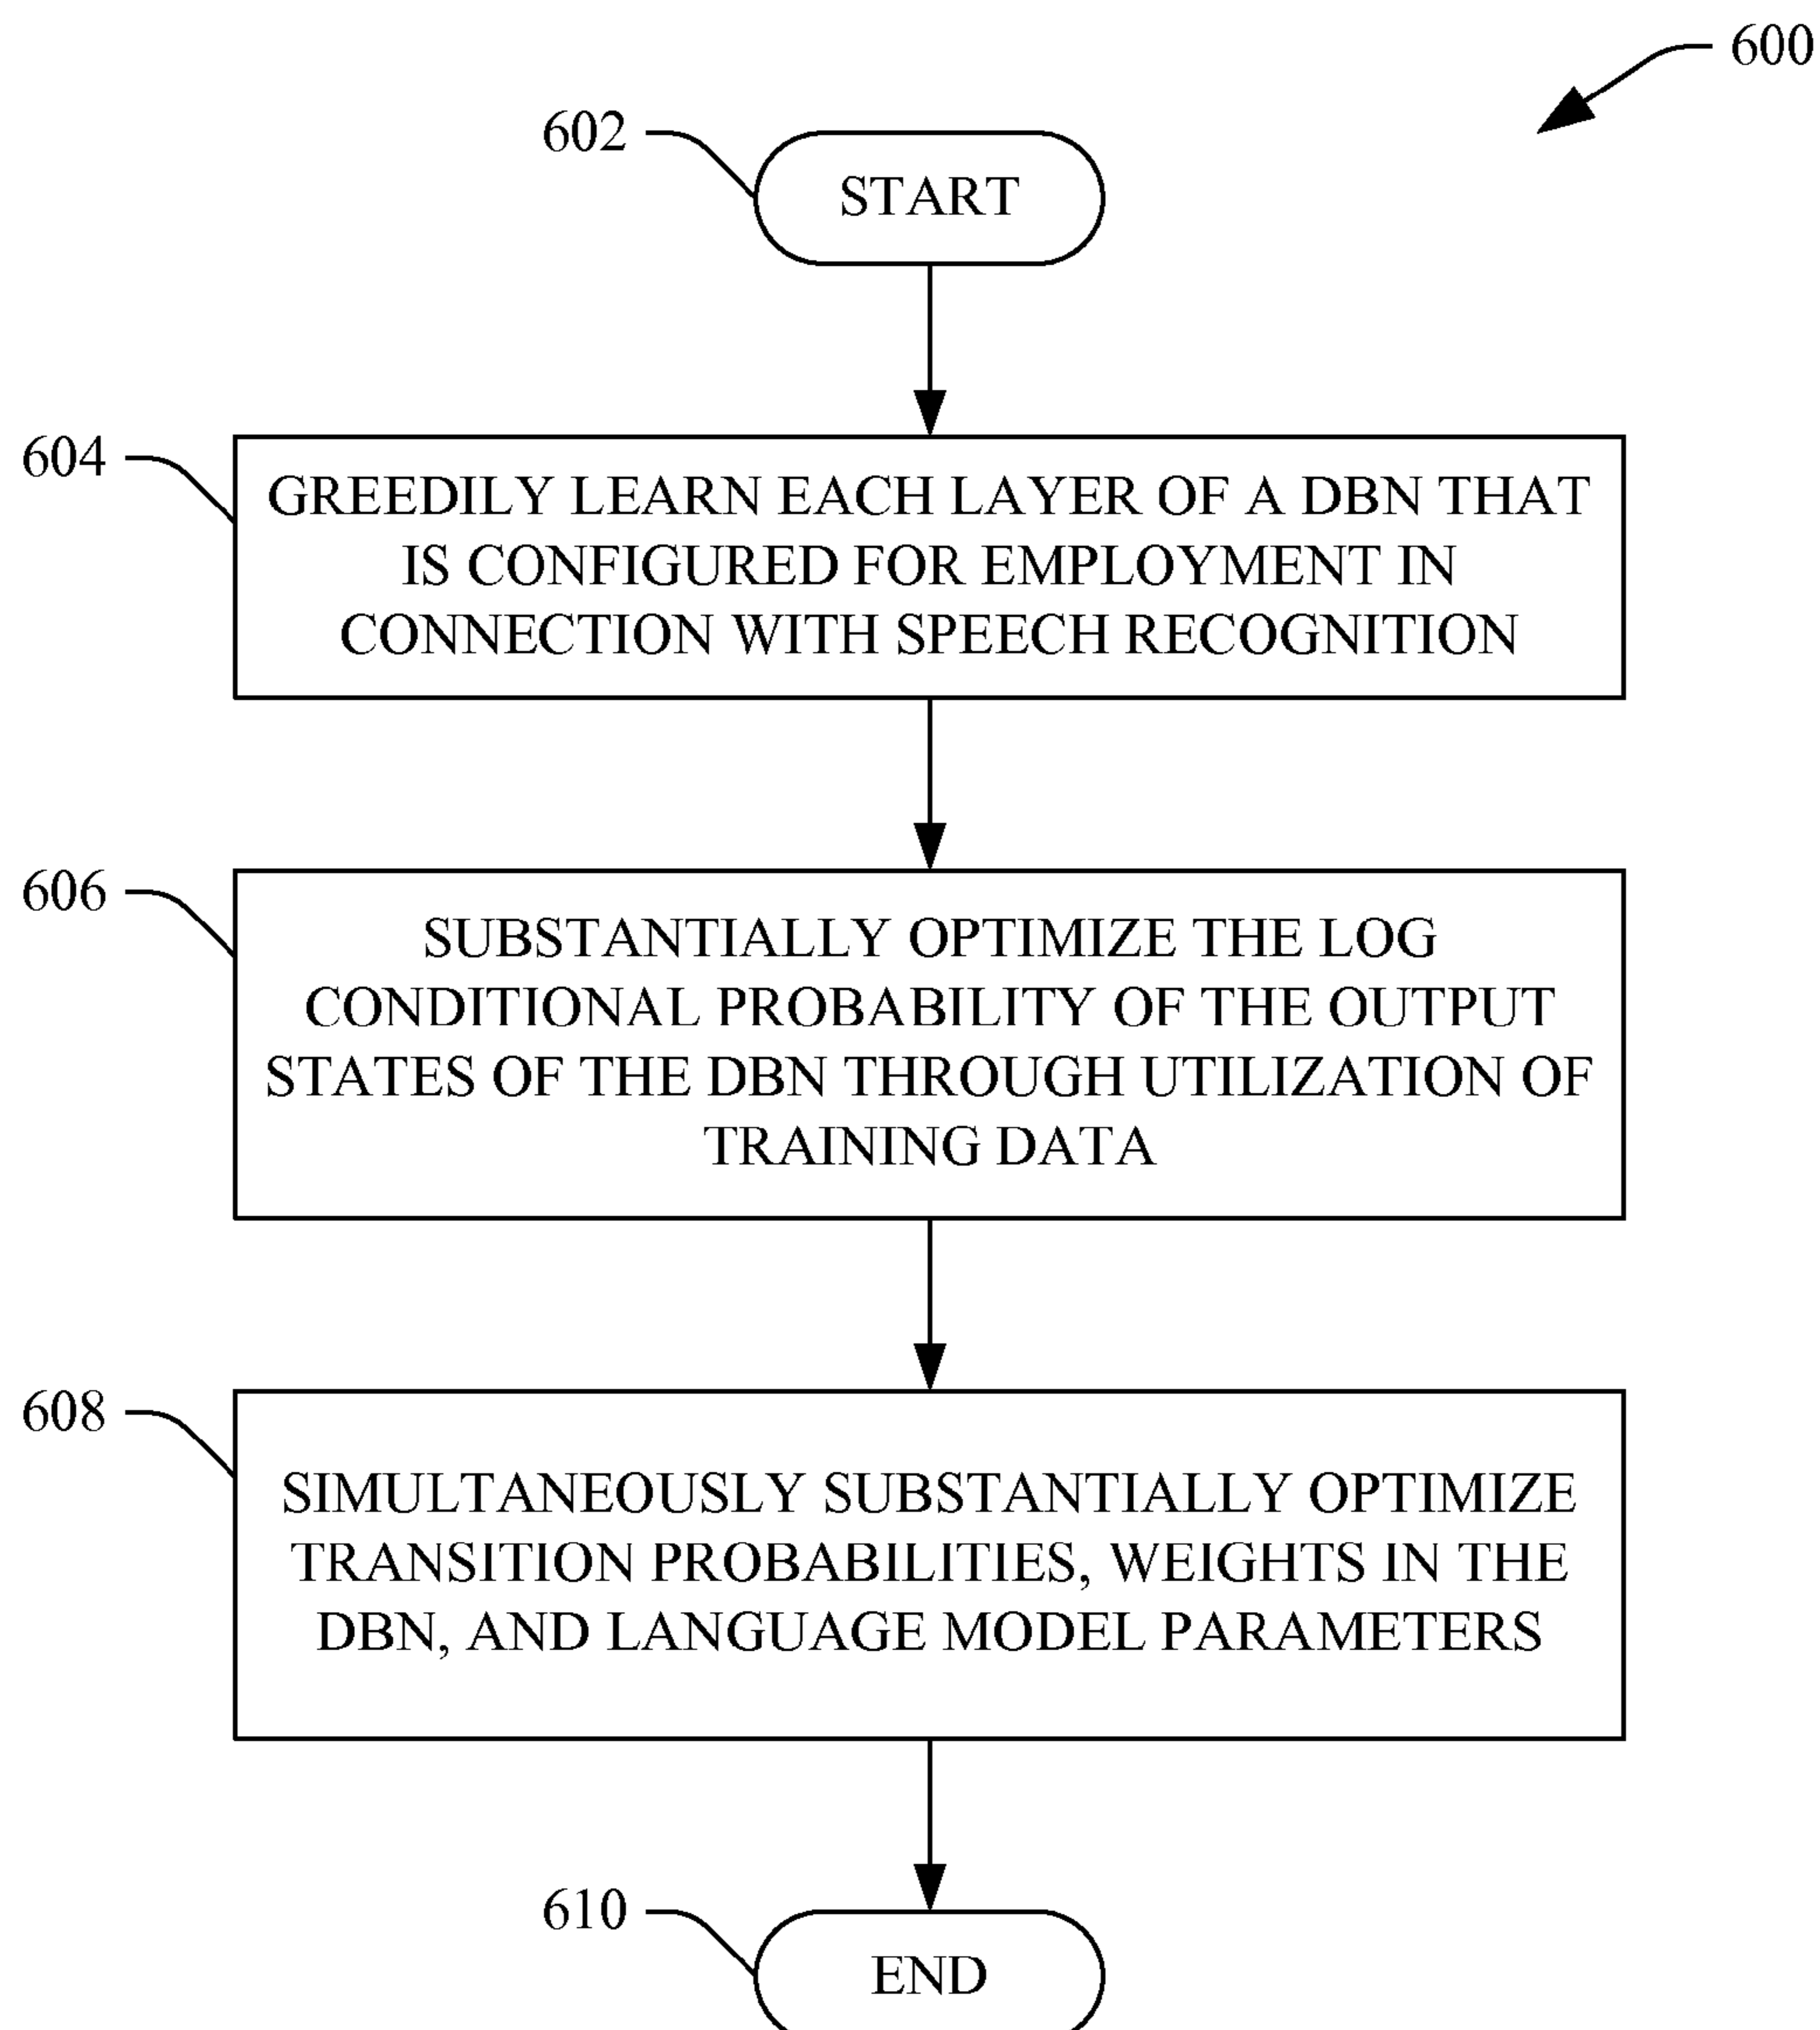 600
602
START
604
GREEDILY LEARN EACH LAYER OF A DBN THAT
IS CONFIGURED FOR EMPLOYMENT IN
CONNECTION WITH SPEECH RECOGNITION
606
SUBSTANTIALLY OPTIMIZE THE LOG
CONDITIONAL PROBABILITY OF THE OUTPUT
STATES OF THE DBN THROUGH UTILIZATION OF
TRAINING DATA
608
SIMULTANEOUSLY SUBSTANTIALLY OPTIMIZE
TRANSITION PROBABILITIES, WEIGHTS IN THE
DBN, AND LANGUAGE MODEL PARAMETERS
610
END